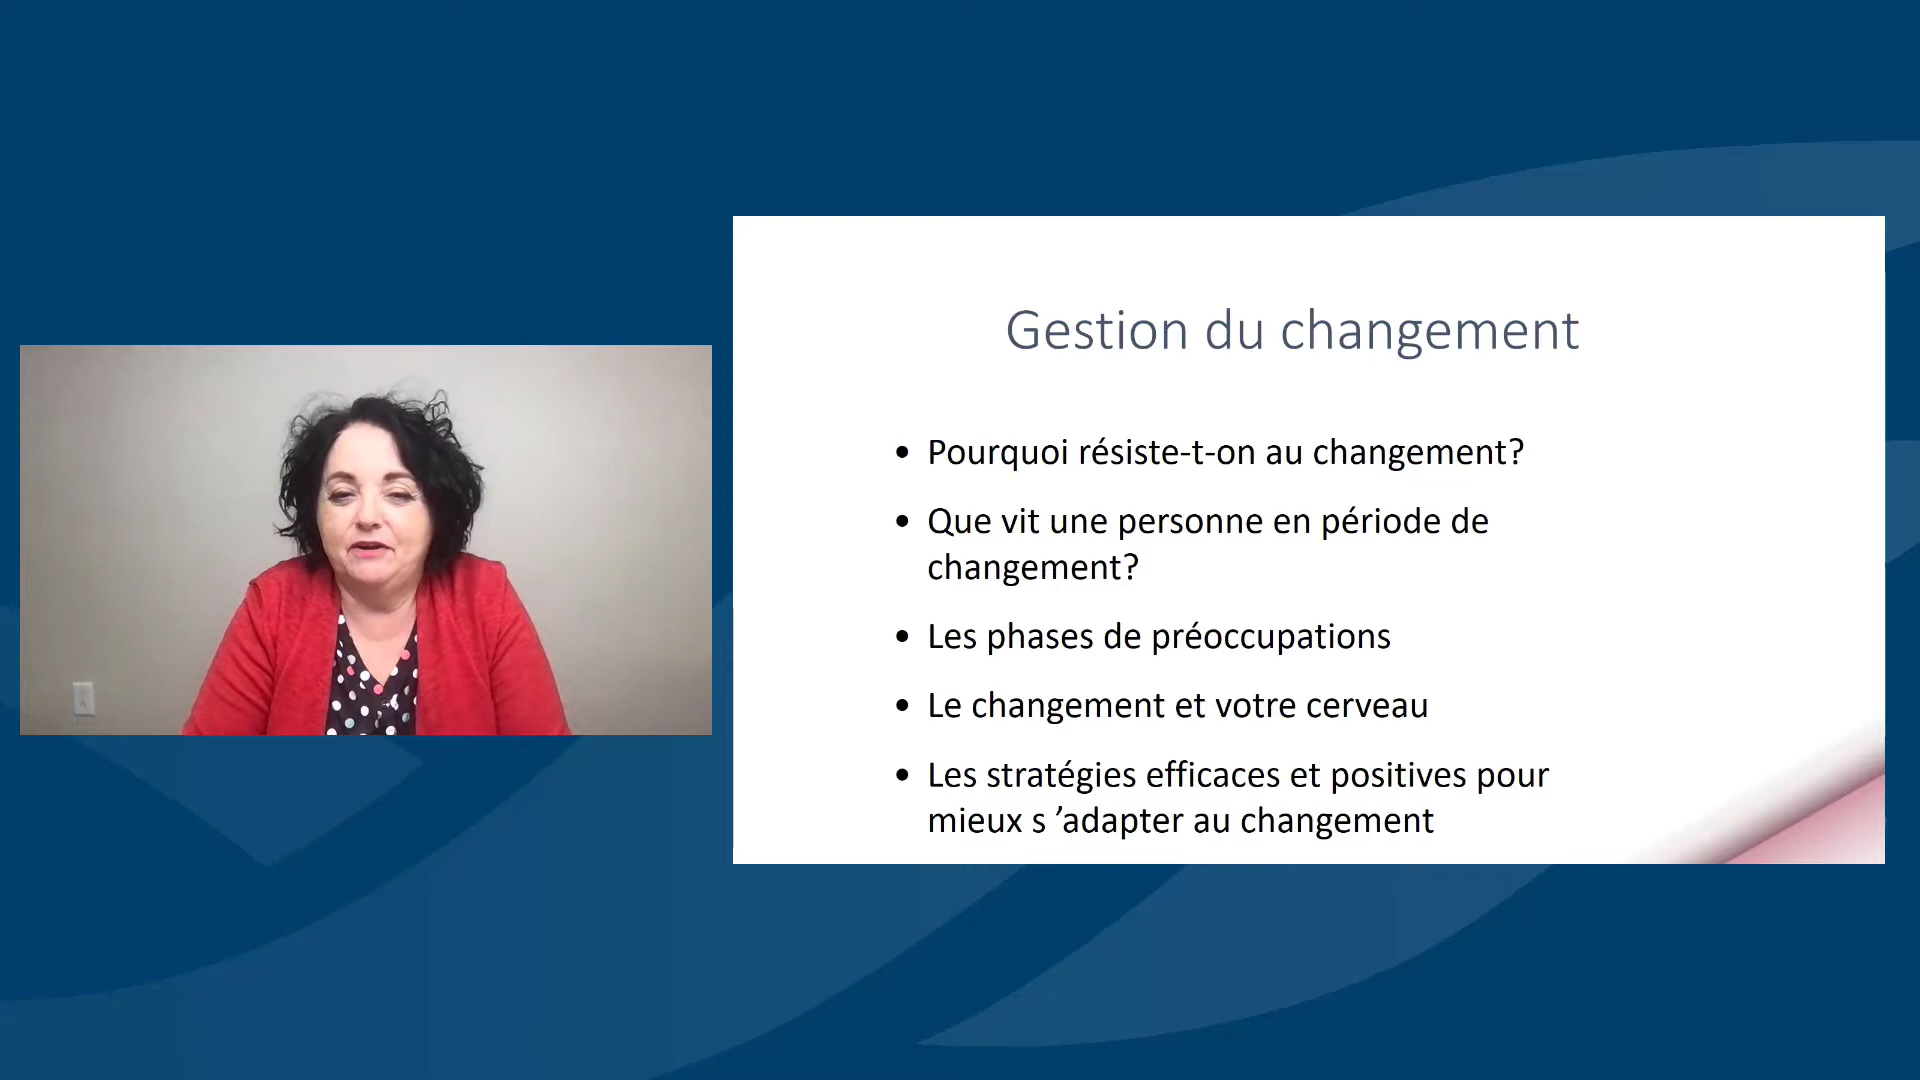 Gestion du changement
• Pourquoi résiste-t-on au changement?
• Que vit une personne en période de
changement?
• Les phases de préoccupations
• Le changement et votre cerveau
• Les stratégies efficaces et positives pour
mieux s ’adapter au changement